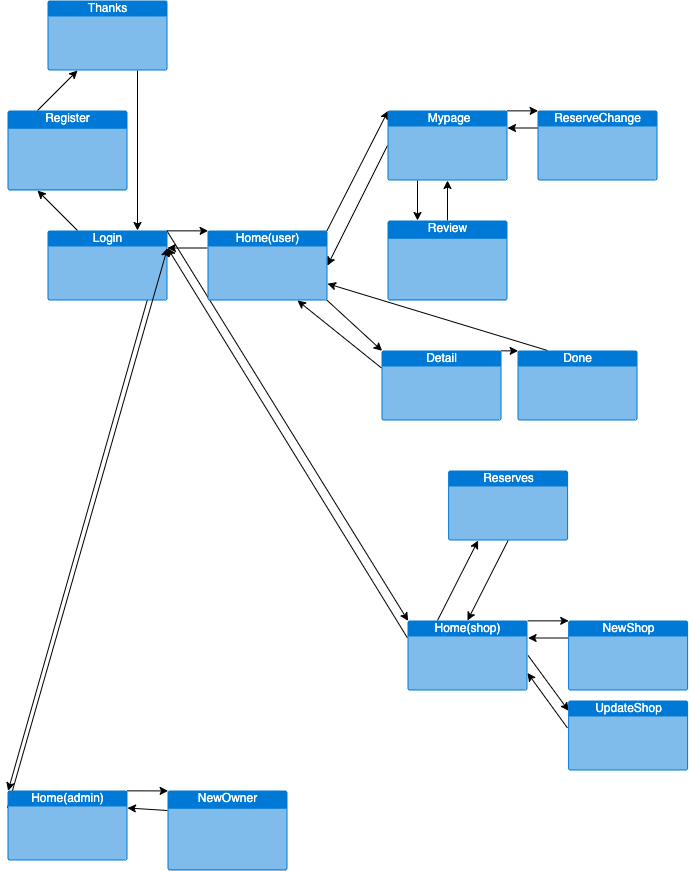 Thanks
Register
Mypage
ReserveChange
Login
Home(user)
Review
Detail
Done
Reserves
Home(shop)
NewShop
UpdateShop
Home(admin)
NewOwner